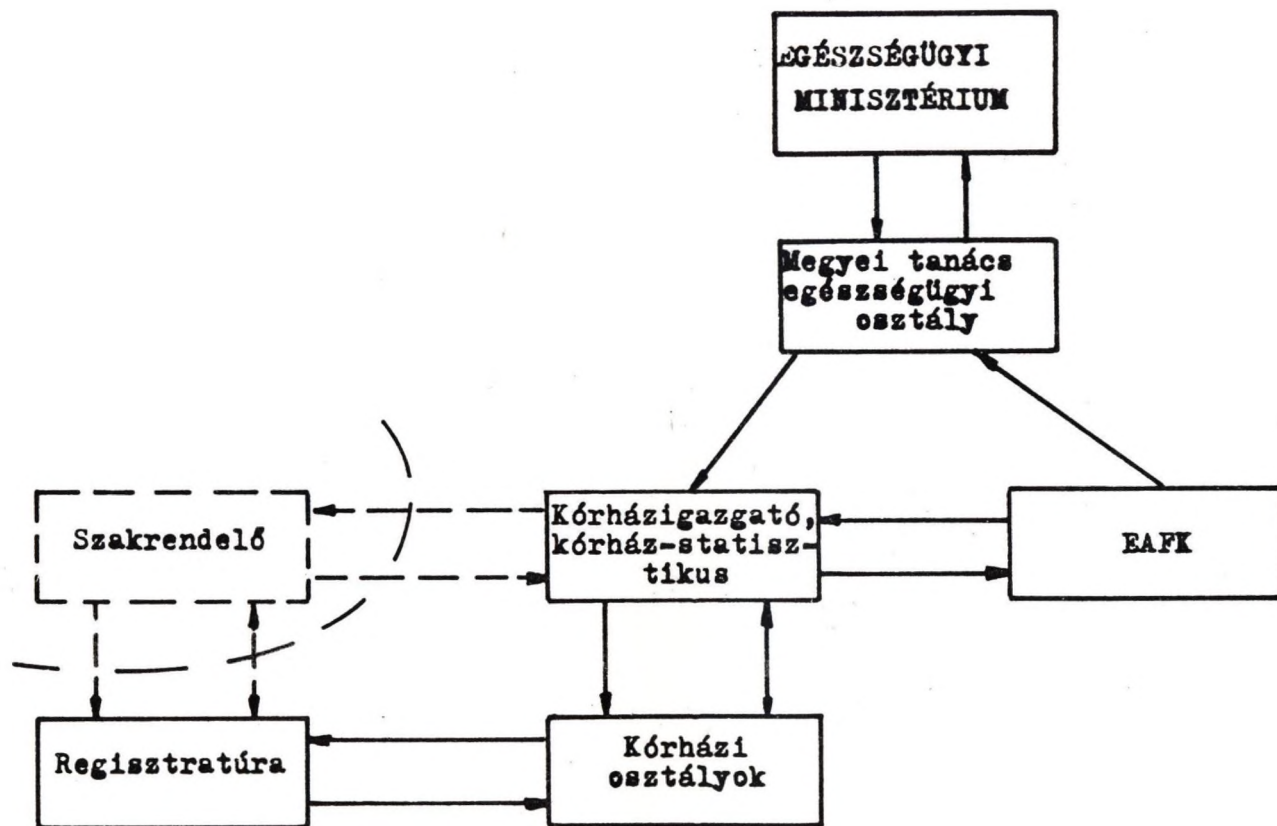 EGÉSZSÉGÜGYI
MINISZTÉRIUM
Megyei tanács
egészségügyi
osztály
Szakrendelő
Kórházigazgató,
kórház-statisz-
tikus
EAFK
Regisztratúra
Kórházi
osztályok